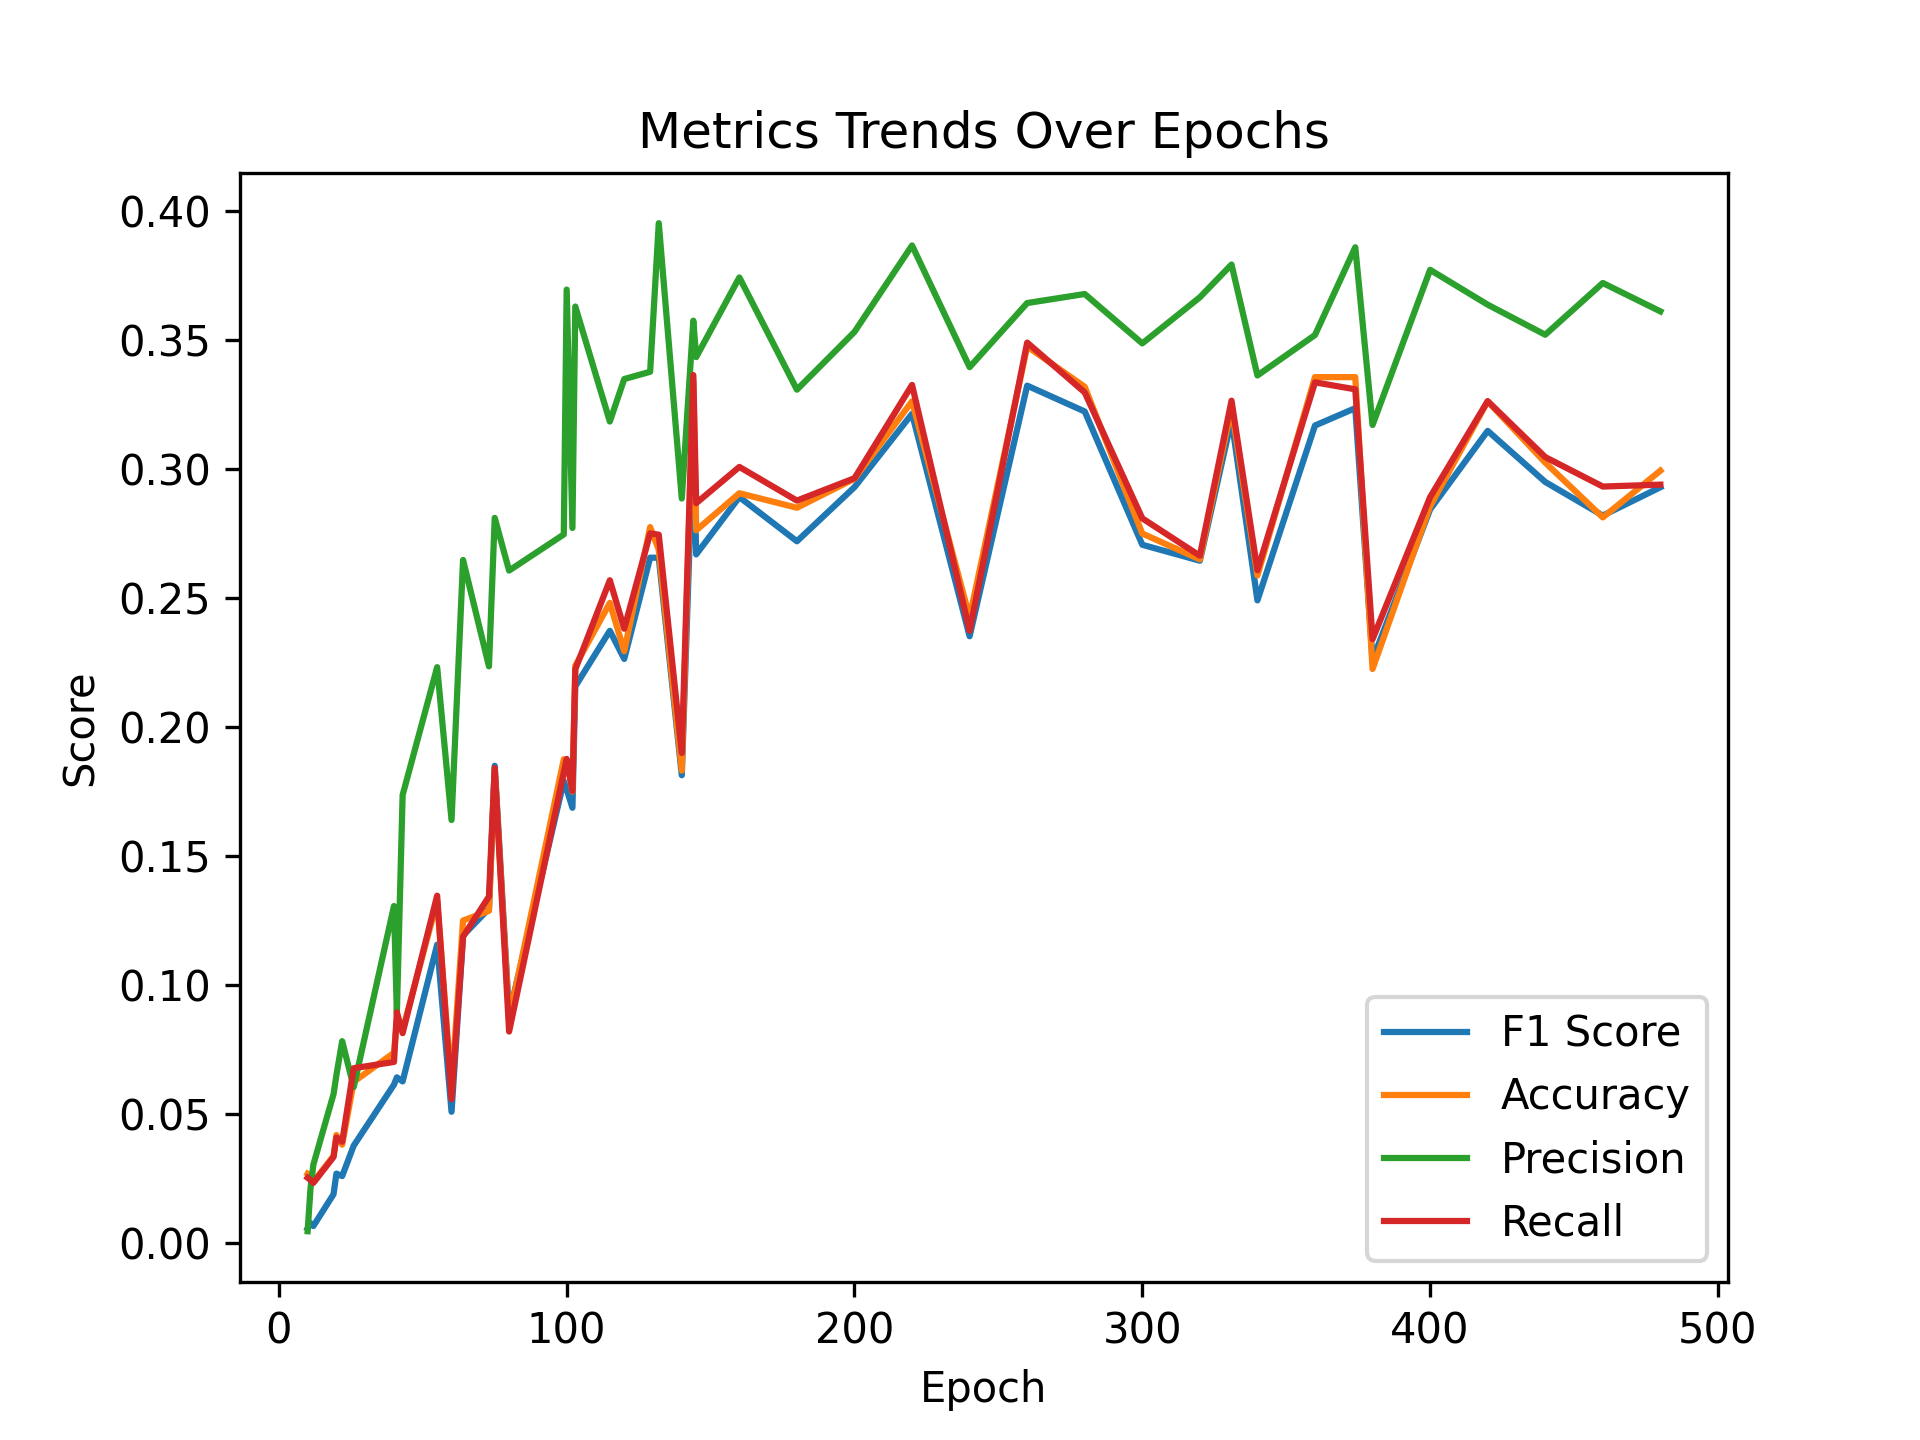 Metrics Trends Over Epochs
0.40
0.35
0.30
0.25
0.20
0.15
0.10
0.05
0.00
Score
0 100 200 300 400 500
Epoch
F1 Score
Accuracy
Precision
Recall